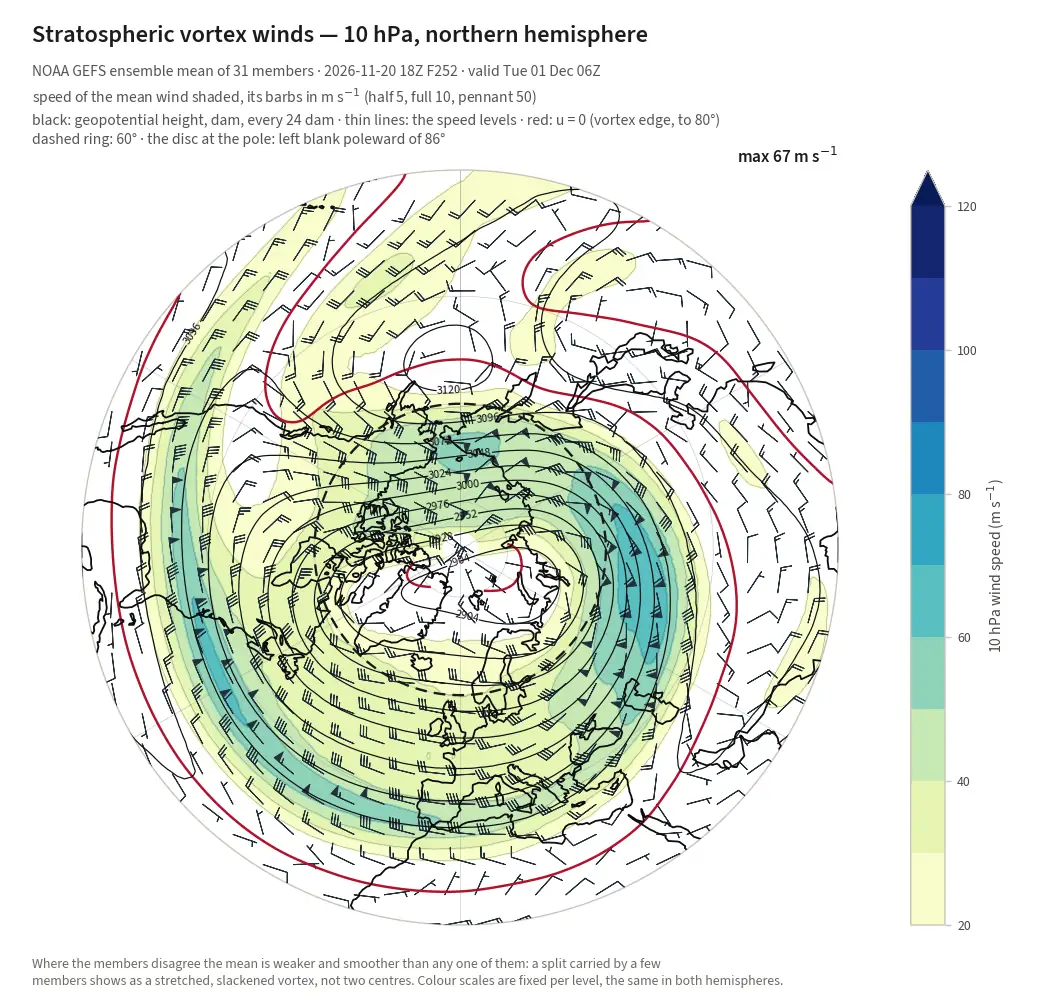 Stratospheric vortex winds — 10 hPa, northern hemisphere
NOAA GEFS ensemble mean of 31 members · 2026-11-20 18Z F252 · valid Tue 01 Dec 06Z
speed of the mean wind shaded, its barbs in m s⁻¹ (half 5, full 10, pennant 50)
black: geopotential height, dam, every 24 dam · thin lines: the speed levels · red: u = 0 (vortex edge, to 80°)
dashed ring: 60° · the disc at the pole: left blank poleward of 86°
max 67 m s⁻¹
120
100
80
60
40
20
10 hPa wind speed (m s⁻¹)
3096
3120
3096
3048
3024
3000
2976
2952
2904
Where the members disagree the mean is weaker and smoother than any one of them: a split carried by a few
members shows as a stretched, slackened vortex, not two centres. Colour scales are fixed per level, the same in both hemispheres.